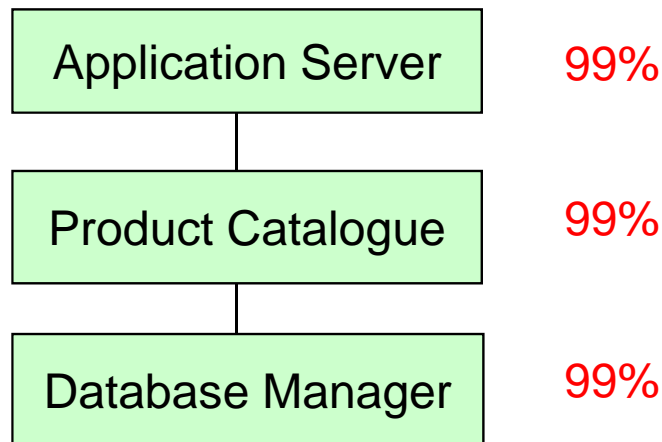 Application Server 99%
Product Catalogue 99%
Database Manager 99%